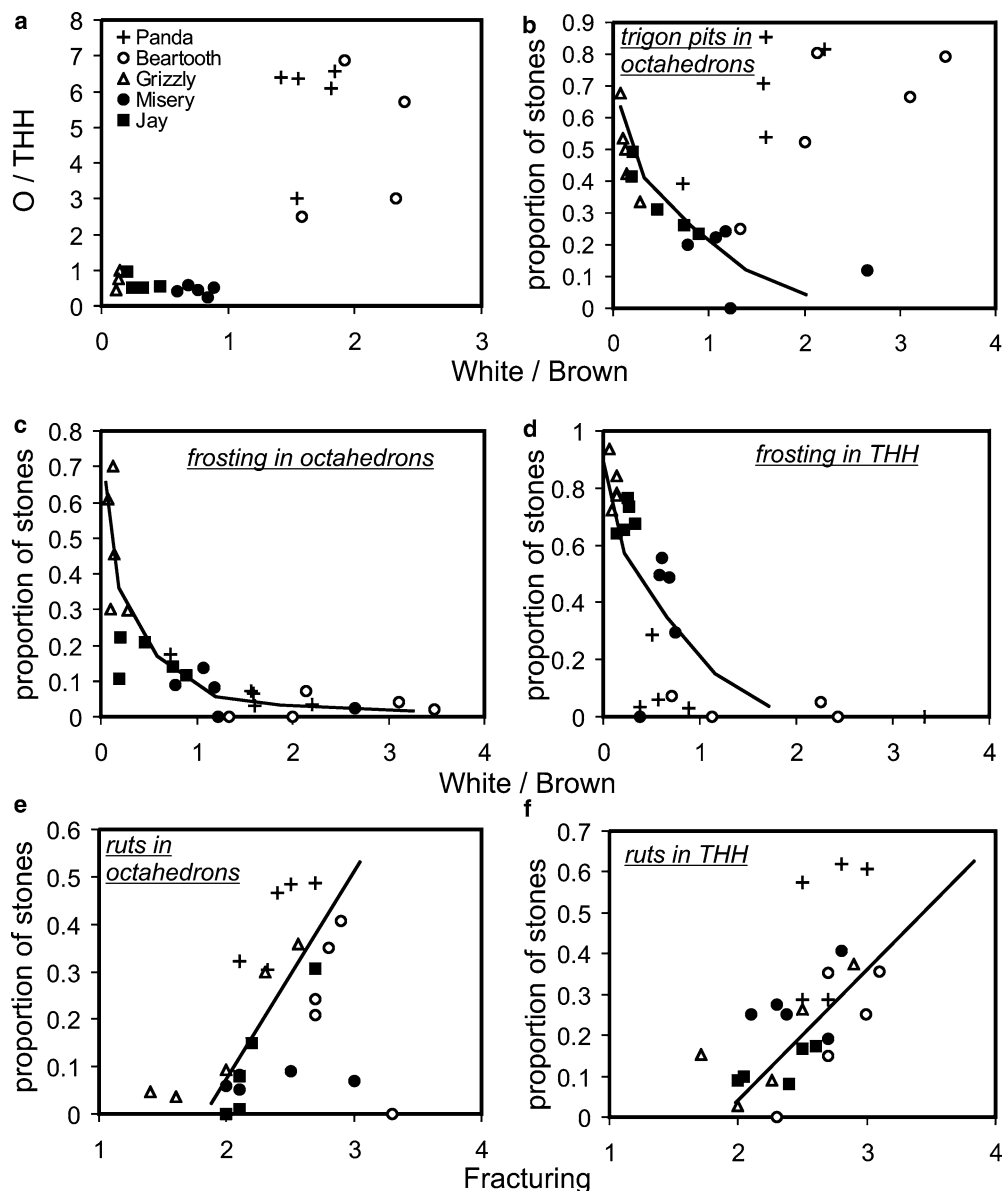 a
8
7
6
5
4
3
2
1
0
O / THH
Panda
Beartooth
Grizzly
Misery
Jay
0 1 2 3
b
0.9
0.8
0.7
0.6
0.5
0.4
0.3
0.2
0.1
0
proportion of stones
trigon pits in
octahedrons
0 1 2 3 4
White / Brown
c
0.8
0.7
0.6
0.5
0.4
0.3
0.2
0.1
0
proportion of stones
frosting in octahedrons
0 1 2 3 4
d
1
0.8
0.6
0.4
0.2
0
proportion of stones
frosting in THH
0 1 2 3 4
White / Brown
e
0.6
0.5
0.4
0.3
0.2
0.1
0
proportion of stones
ruts in
octahedrons
1 2 3 4
f
0.7
0.6
0.5
0.4
0.3
0.2
0.1
0
proportion of stones
ruts in THH
1 2 3 4
Fracturing